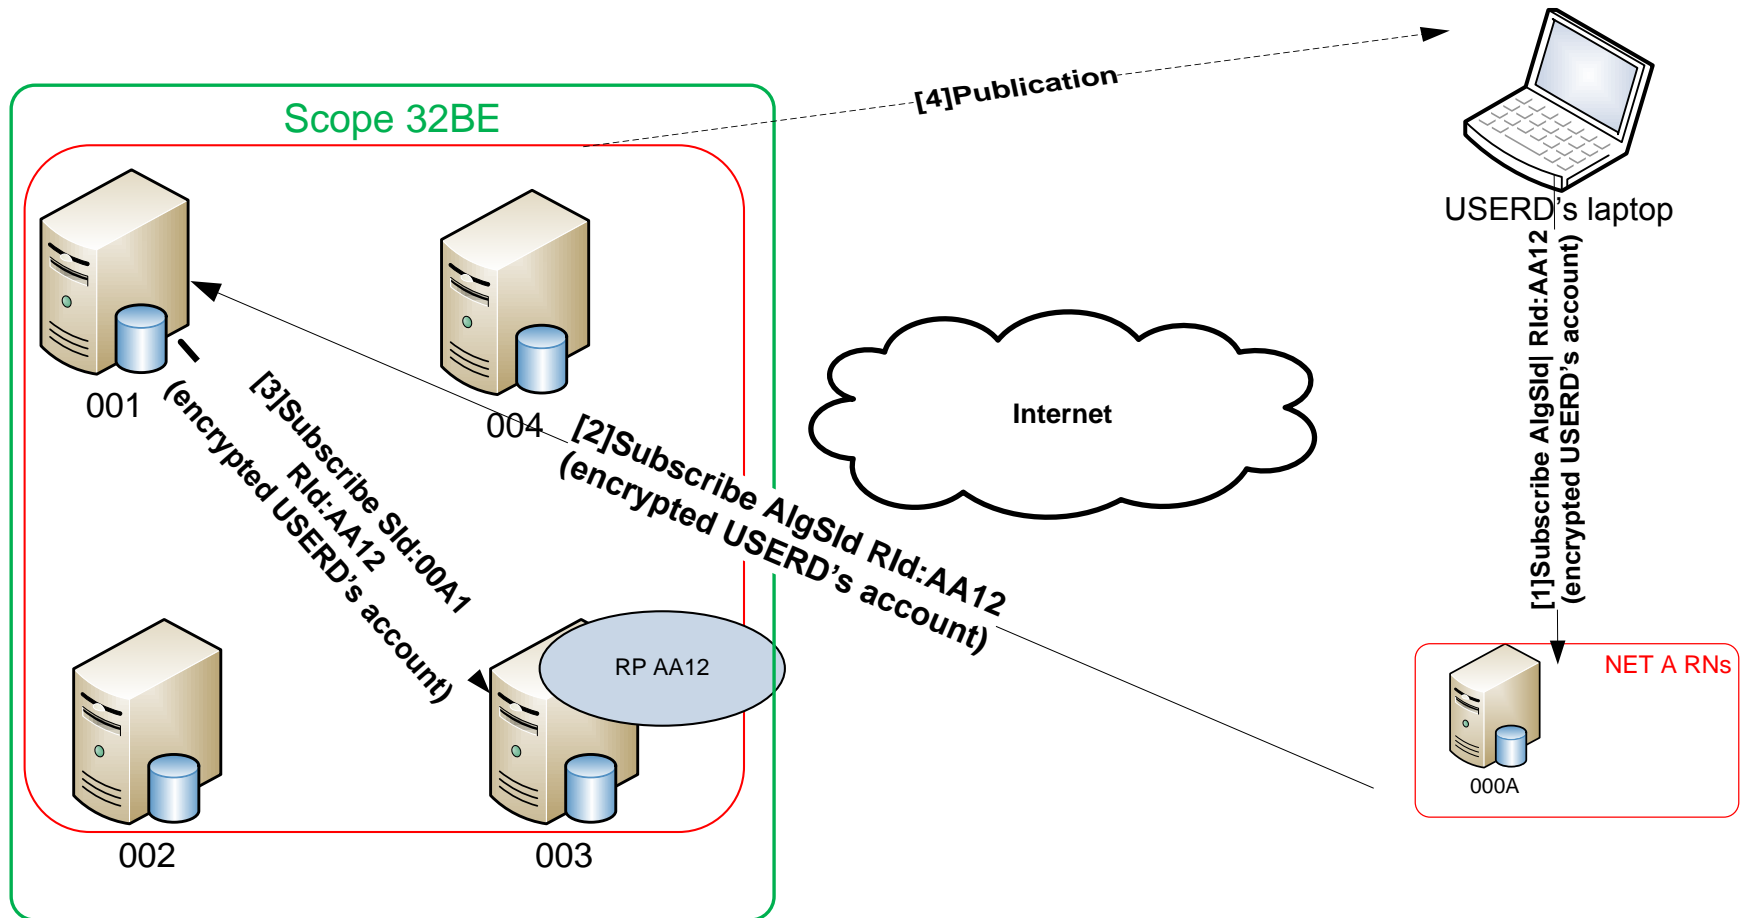 [4]Publication
Scope 32BE
USERD's laptop
001
004
Internet
[1]Subscribe AlgSId| RId:AA12
(encrypted USERD's account)
[2]Subscribe AlgSId RId:AA12
(encrypted USERD's account)
[3]Subscribe SId:00A1
RId:AA12
(encrypted USERD's account)
RP AA12
NET A RNs
000A
002
003